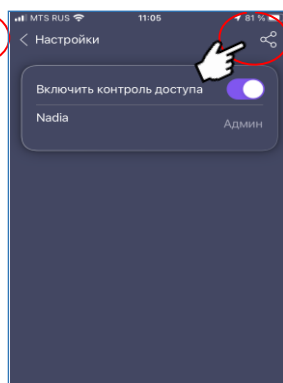 MTS RUS 11:05 81 %
Настройки
Включить контроль доступа
Nadia
Админ